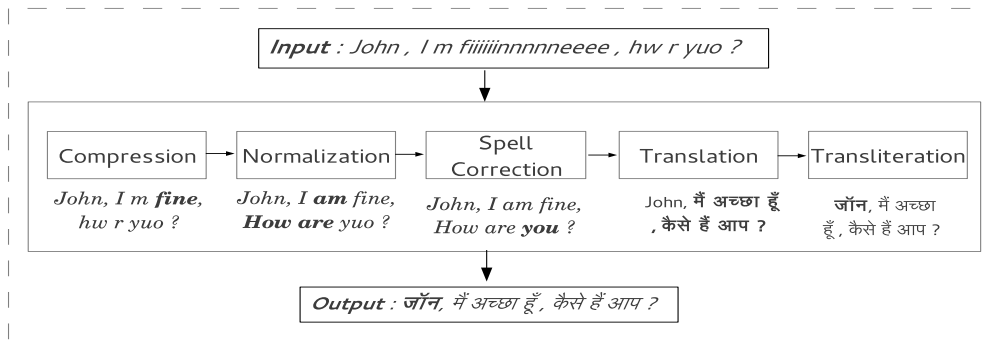 Input : John , I m fiiiiiinnnnneeee , hw r yuo ?
Compression
John, I m fine,
hw r yuo ?
Normalization
John, I am fine,
How are yuo ?
Spell
Correction
John, I am fine,
How are you ?
Translation
John, मैं अच्छा हूँ
, कैसे हैं आप ?
Transliteration
जॉन, मैं अच्छा
हूँ , कैसे हैं आप ?
Output : जॉन, मैं अच्छा हूँ , कैसे हैं आप ?